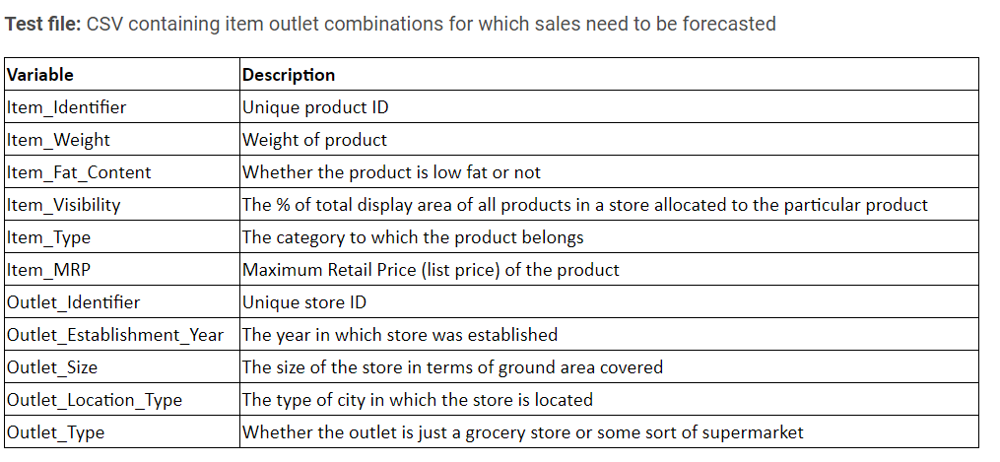 Test file: CSV containing item outlet combinations for which sales need to be forecasted
Variable Description
Item_Identifier Unique product ID
Item_Weight Weight of product
Item_Fat_Content Whether the product is low fat or not
Item_Visibility The % of total display area of all products in a store allocated to the particular product
Item_Type The category to which the product belongs
Item_MRP Maximum Retail Price (list price) of the product
Outlet_Identifier Unique store ID
Outlet_Establishment_Year The year in which store was established
Outlet_Size The size of the store in terms of ground area covered
Outlet_Location_Type The type of city in which the store is located
Outlet_Type Whether the outlet is just a grocery store or some sort of supermarket